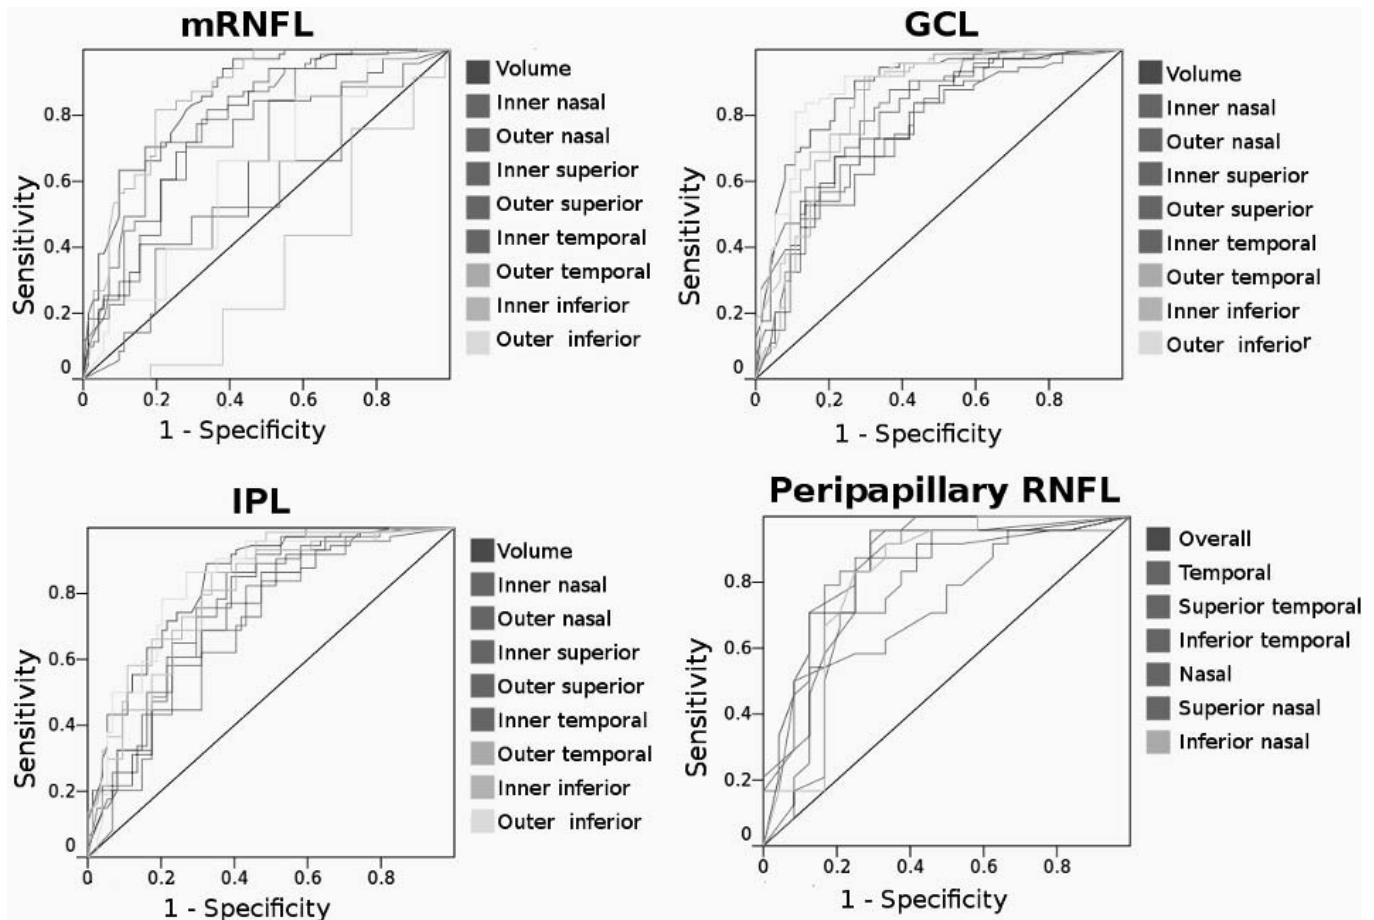 mRNFL
Sensitivity
0.8
0.6
0.4
0.2
0
0 0.2 0.4 0.6 0.8
1 - Specificity
Volume
Inner nasal
Outer nasal
Inner superior
Outer superior
Inner temporal
Outer temporal
Inner inferior
Outer inferior
GCL
Sensitivity
0.8
0.6
0.4
0.2
0
0 0.2 0.4 0.6 0.8
1 - Specificity
Volume
Inner nasal
Outer nasal
Inner superior
Outer superior
Inner temporal
Outer temporal
Inner inferior
Outer inferior
IPL
Sensitivity
0.8
0.6
0.4
0.2
0
0 0.2 0.4 0.6 0.8
1 - Specificity
Volume
Inner nasal
Outer nasal
Inner superior
Outer superior
Inner temporal
Outer temporal
Inner inferior
Outer inferior
Peripapillary RNFL
Sensitivity
0.8
0.6
0.4
0.2
0
0 0.2 0.4 0.6 0.8
1 - Specificity
Overall
Temporal
Superior temporal
Inferior temporal
Nasal
Superior nasal
Inferior nasal